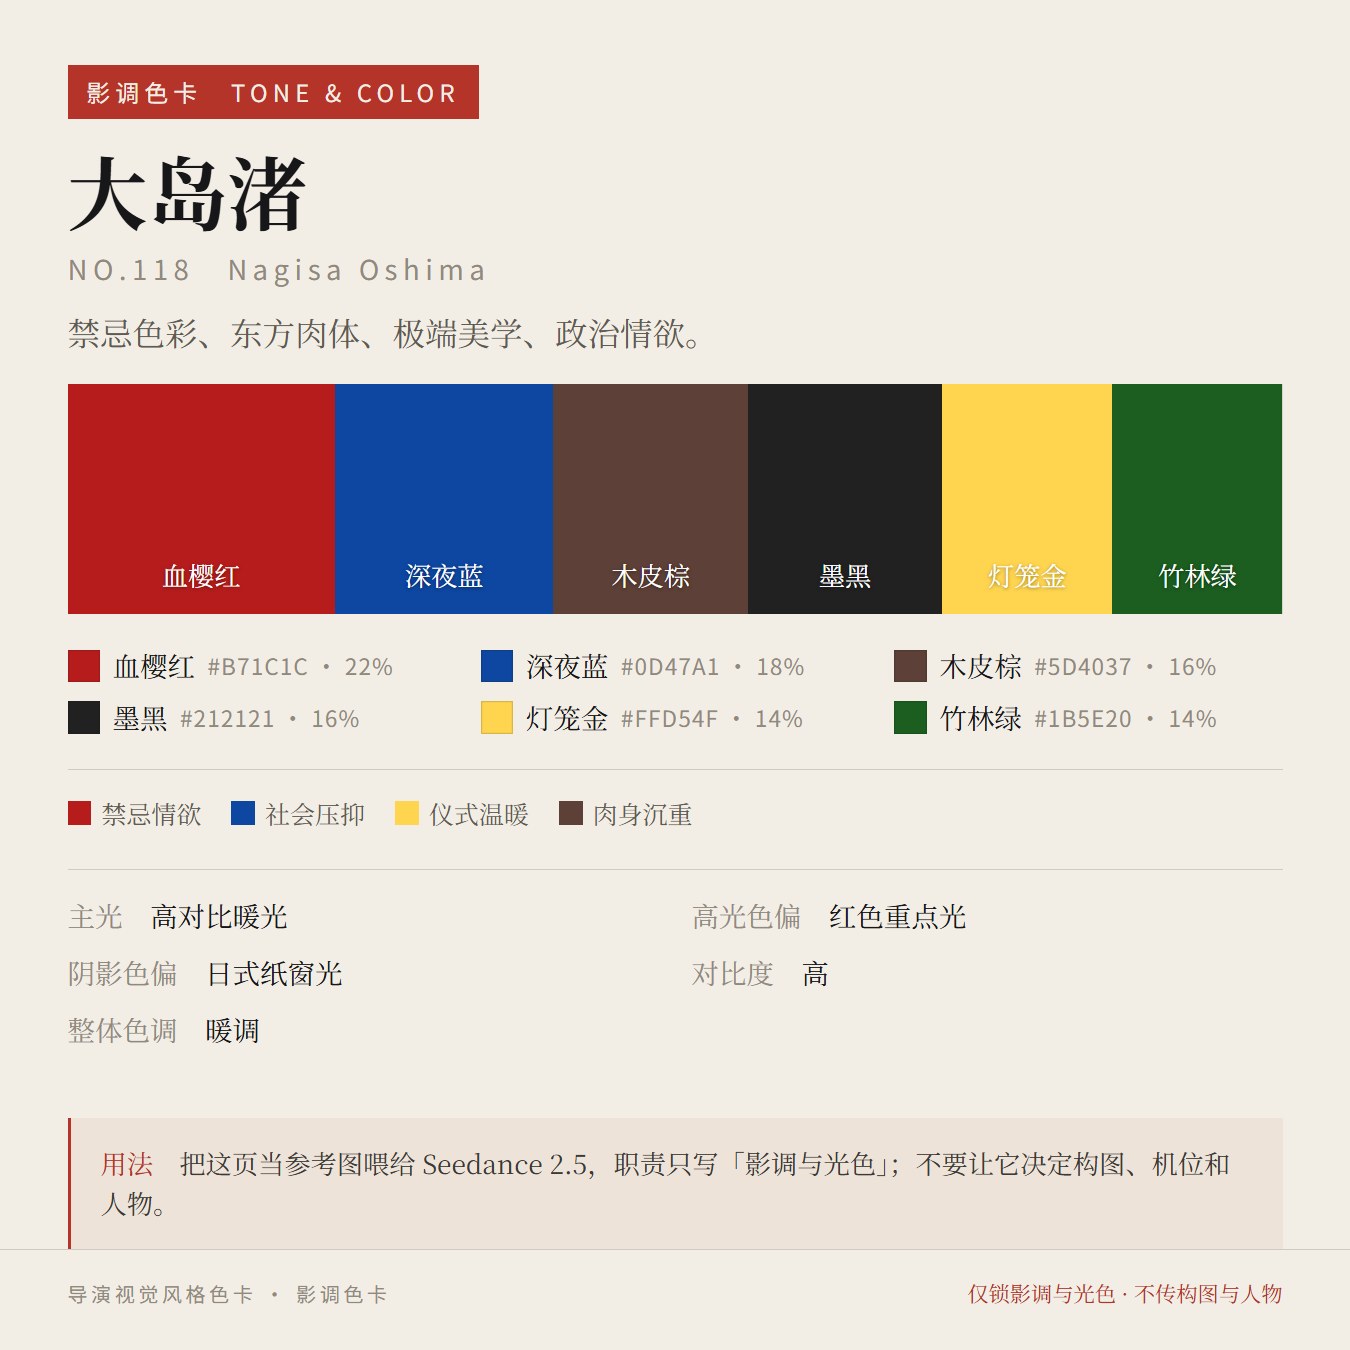 影调色卡 TONE & COLOR
大岛渚
NO.118 Nagisa Oshima
禁忌色彩、东方肉体、极端美学、政治情欲。
血樱红 深夜蓝 木皮棕 墨黑 灯笼金 竹林绿
血樱红 #B71C1C • 22% 深夜蓝 #0D47A1 • 18% 木皮棕 #5D4037 • 16%
墨黑 #212121 • 16% 灯笼金 #FFD54F • 14% 竹林绿 #1B5E20 • 14%
禁忌情欲 社会压抑 仪式温暖 肉身沉重
主光 高对比暖光 高光色偏 红色重点光
阴影色偏 日式纸窗光 对比度 高
整体色调 暖调
用法 把这页当参考图喂给 Seedance 2.5，职责只写「影调与光色」；不要让它决定构图、机位和
人物。
导演视觉风格色卡 • 影调色卡 仅锁影调与光色 · 不传构图与人物